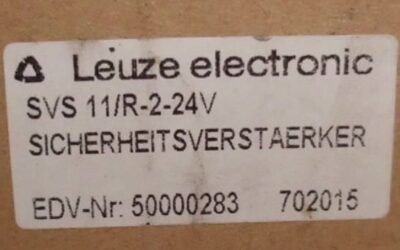 Leuze electronic
SVS 11/R-2-24V
SICHERHEITSVERSTAERKER
EDV-Nr: 50000283 702015